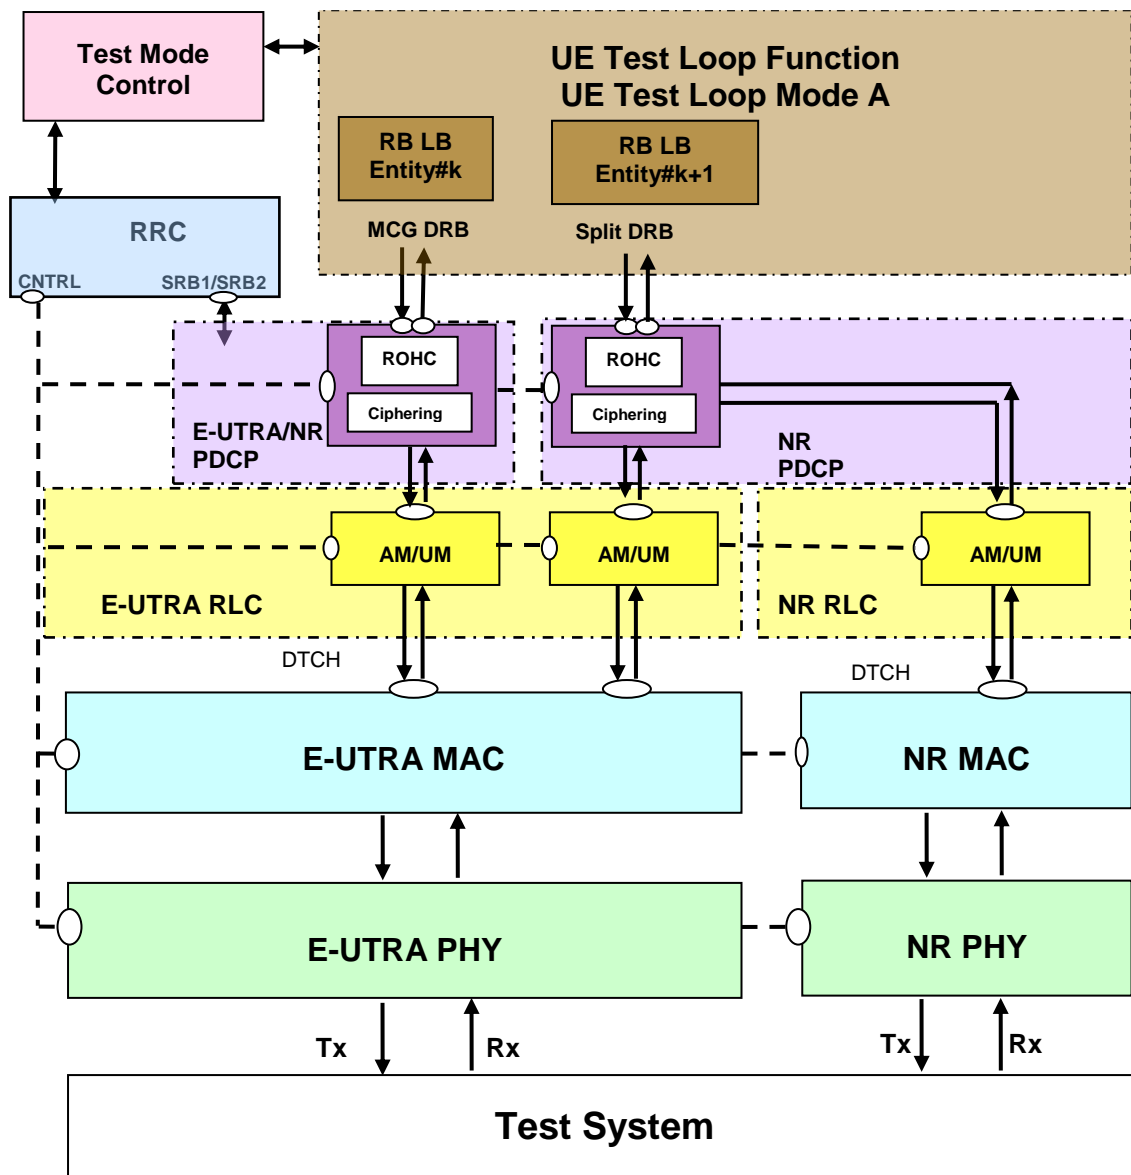 Test Mode
Control
UE Test Loop Function
UE Test Loop Mode A
RB LB
Entity#k
RB LB
Entity#k+1
MCG DRB
Split DRB
RRC
CNTRL
SRB1/SRB2
ROHC
Ciphering
ROHC
Ciphering
E-UTRA/NR
PDCP
NR
PDCP
AM/UM
AM/UM
AM/UM
E-UTRA RLC
NR RLC
DTCH
DTCH
E-UTRA MAC
NR MAC
E-UTRA PHY
NR PHY
Tx
Rx
Tx
Rx
Test System